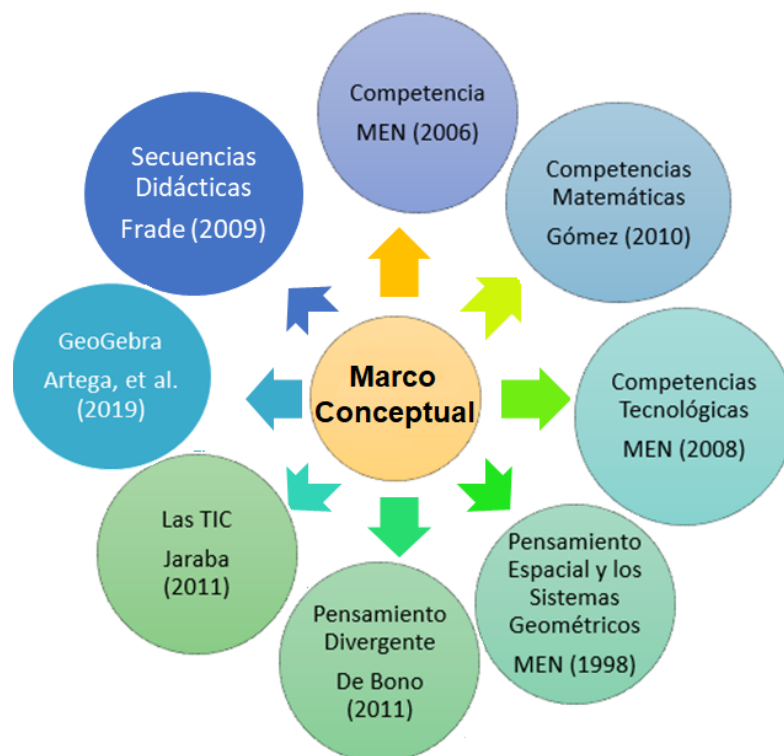 Competencia
MEN (2006)
Competencias
Matemáticas
Gómez (2010)
Competencias
Tecnológicas
MEN (2008)
Pensamiento
Espacial y los
Sistemas
Geométricos
MEN (1998)
Pensamiento
Divergente
De Bono
(2011)
Las TIC
Jaraba
(2011)
GeoGebra
Artega, et al.
(2019)
Secuencias
Didácticas
Frade (2009)
Marco
Conceptual